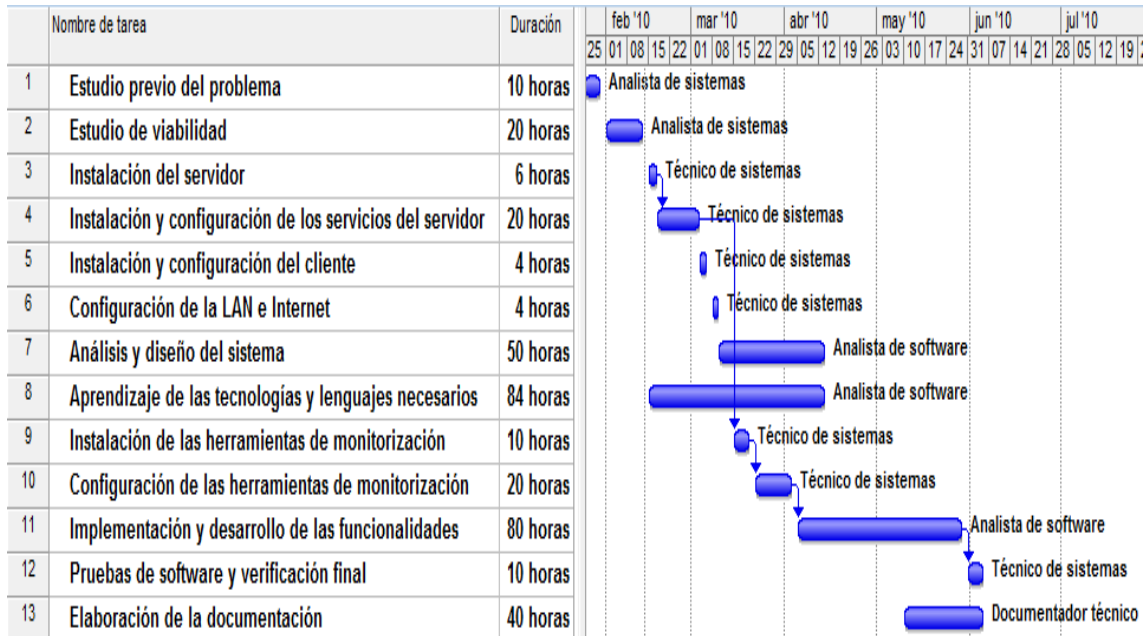 Nombre de tarea Duración feb '10 mar '10 abr '10 may '10 jun '10 jul '10
25 01 08 15 22 01 08 15 22 29 05 12 19 26 03 10 17 24 31 07 14 21 28 05 12 19
1 Estudio previo del problema 10 horas Analista de sistemas
2 Estudio de viabilidad 20 horas Analista de sistemas
3 Instalación del servidor 6 horas Técnico de sistemas
4 Instalación y configuración de los servicios del servidor 20 horas Técnico de sistemas
5 Instalación y configuración del cliente 4 horas Técnico de sistemas
6 Configuración de la LAN e Internet 4 horas Técnico de sistemas
7 Análisis y diseño del sistema 50 horas Analista de software
8 Aprendizaje de las tecnologías y lenguajes necesarios 84 horas Analista de software
9 Instalación de las herramientas de monitorización 10 horas Técnico de sistemas
10 Configuración de las herramientas de monitorización 20 horas Técnico de sistemas
11 Implementación y desarrollo de las funcionalidades 80 horas Analista de software
12 Pruebas de software y verificación final 10 horas Técnico de sistemas
13 Elaboración de la documentación 40 horas Documentador técnico